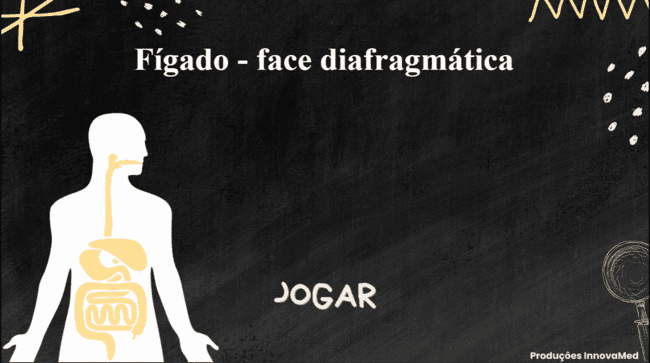 Fígado - face diafragmática
JOGAR
Produções InnovaMed